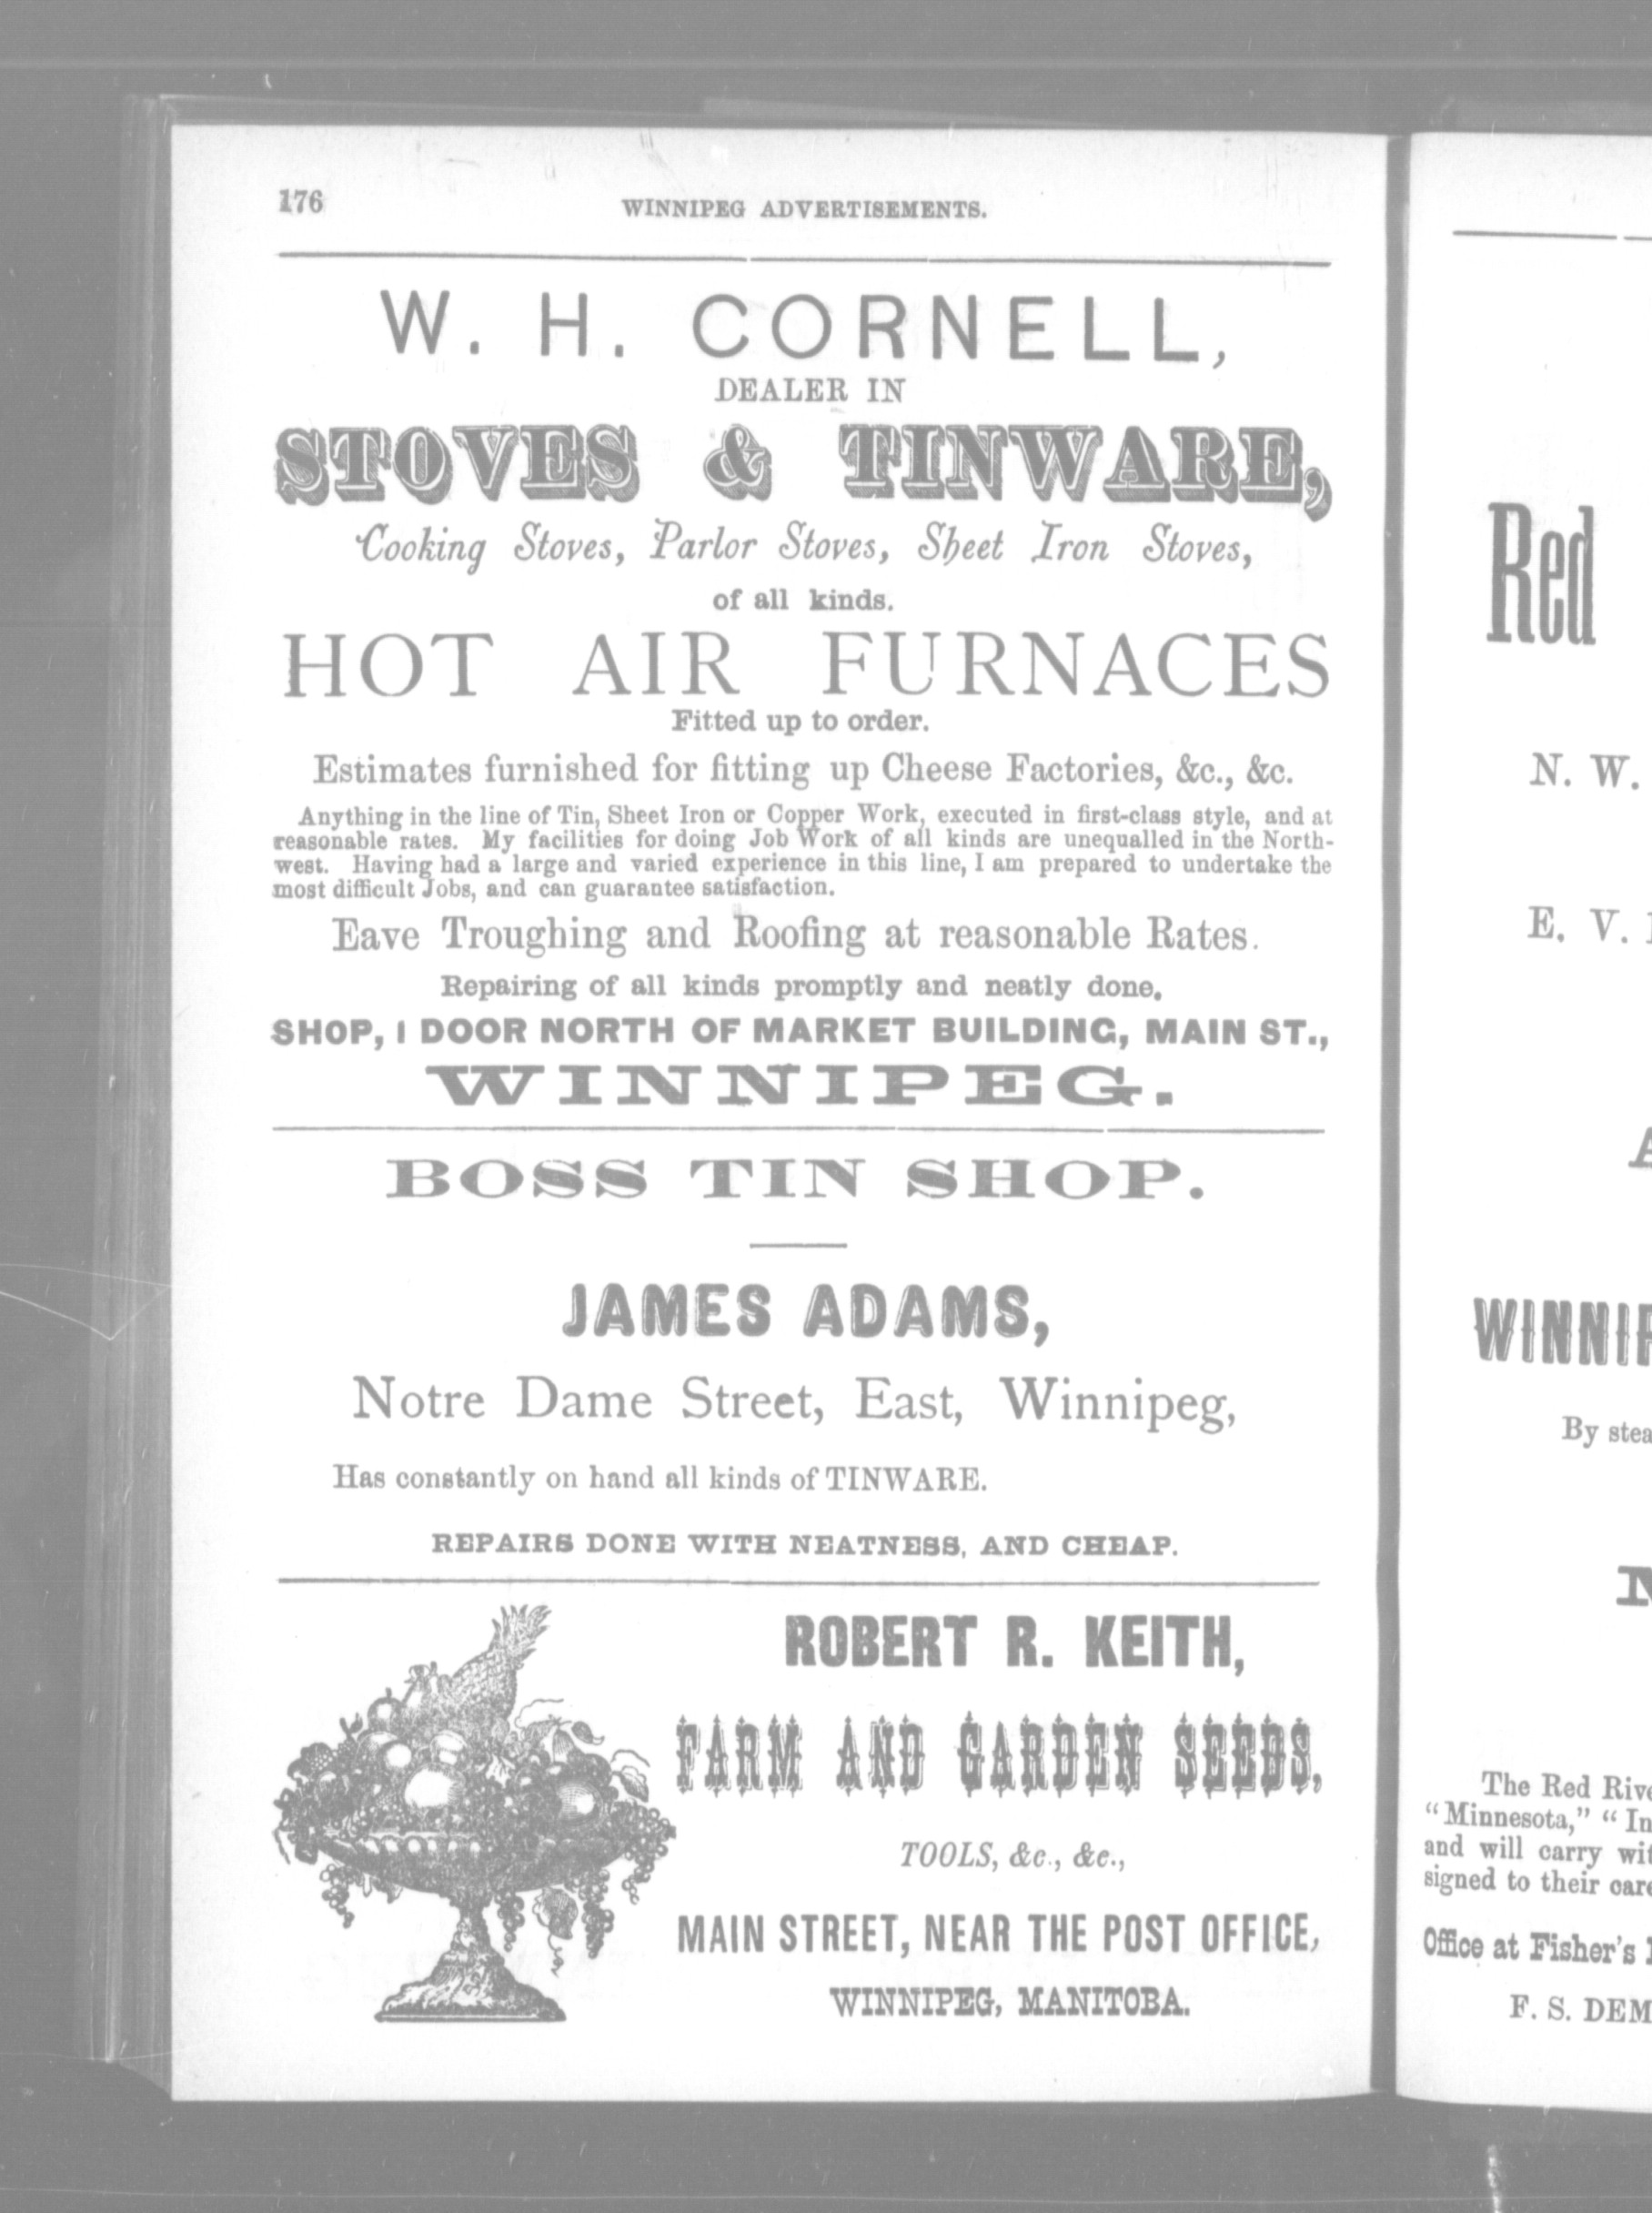 176
WINNIPEG ADVERTISEMENTS.
W. H. CORNELL,
DEALER IN
STOVES & TINWARE,
Cooking Stoves, Parlor Stoves, Sheet Iron Stoves,
of all kinds.
HOT AIR FURNACES
Fitted up to order.
Estimates furnished for fitting up Cheese Factories, &c., &c.
Anything in the line of Tin, Sheet Iron or Copper Work, executed in first-class style, and at
reasonable rates. My facilities for doing Job Work of all kinds are unequalled in the North-
west. Having had a large and varied experience in this line, I am prepared to undertake the
most difficult Jobs, and can guarantee satisfaction.
Eave Troughing and Roofing at reasonable Rates.
Repairing of all kinds promptly and neatly done.
SHOP, 1 DOOR NORTH OF MARKET BUILDING, MAIN ST.,
WINNIPEG.
BOSS TIN SHOP.
JAMES ADAMS,
Notre Dame Street, East, Winnipeg,
Has constantly on hand all kinds of TINWARE.
REPAIRS DONE WITH NEATNESS, AND CHEAP.
ROBERT R. KEITH,
FARM AND GARDEN SEEDS,
TOOLS, &c., &c.,
MAIN STREET, NEAR THE POST OFFICE,
WINNIPEG, MANITOBA.
Red
N. W.
E. V.
By
The Red
"Minnesota," "
and will carry
signed to their
Office at Fisher's
F. S.